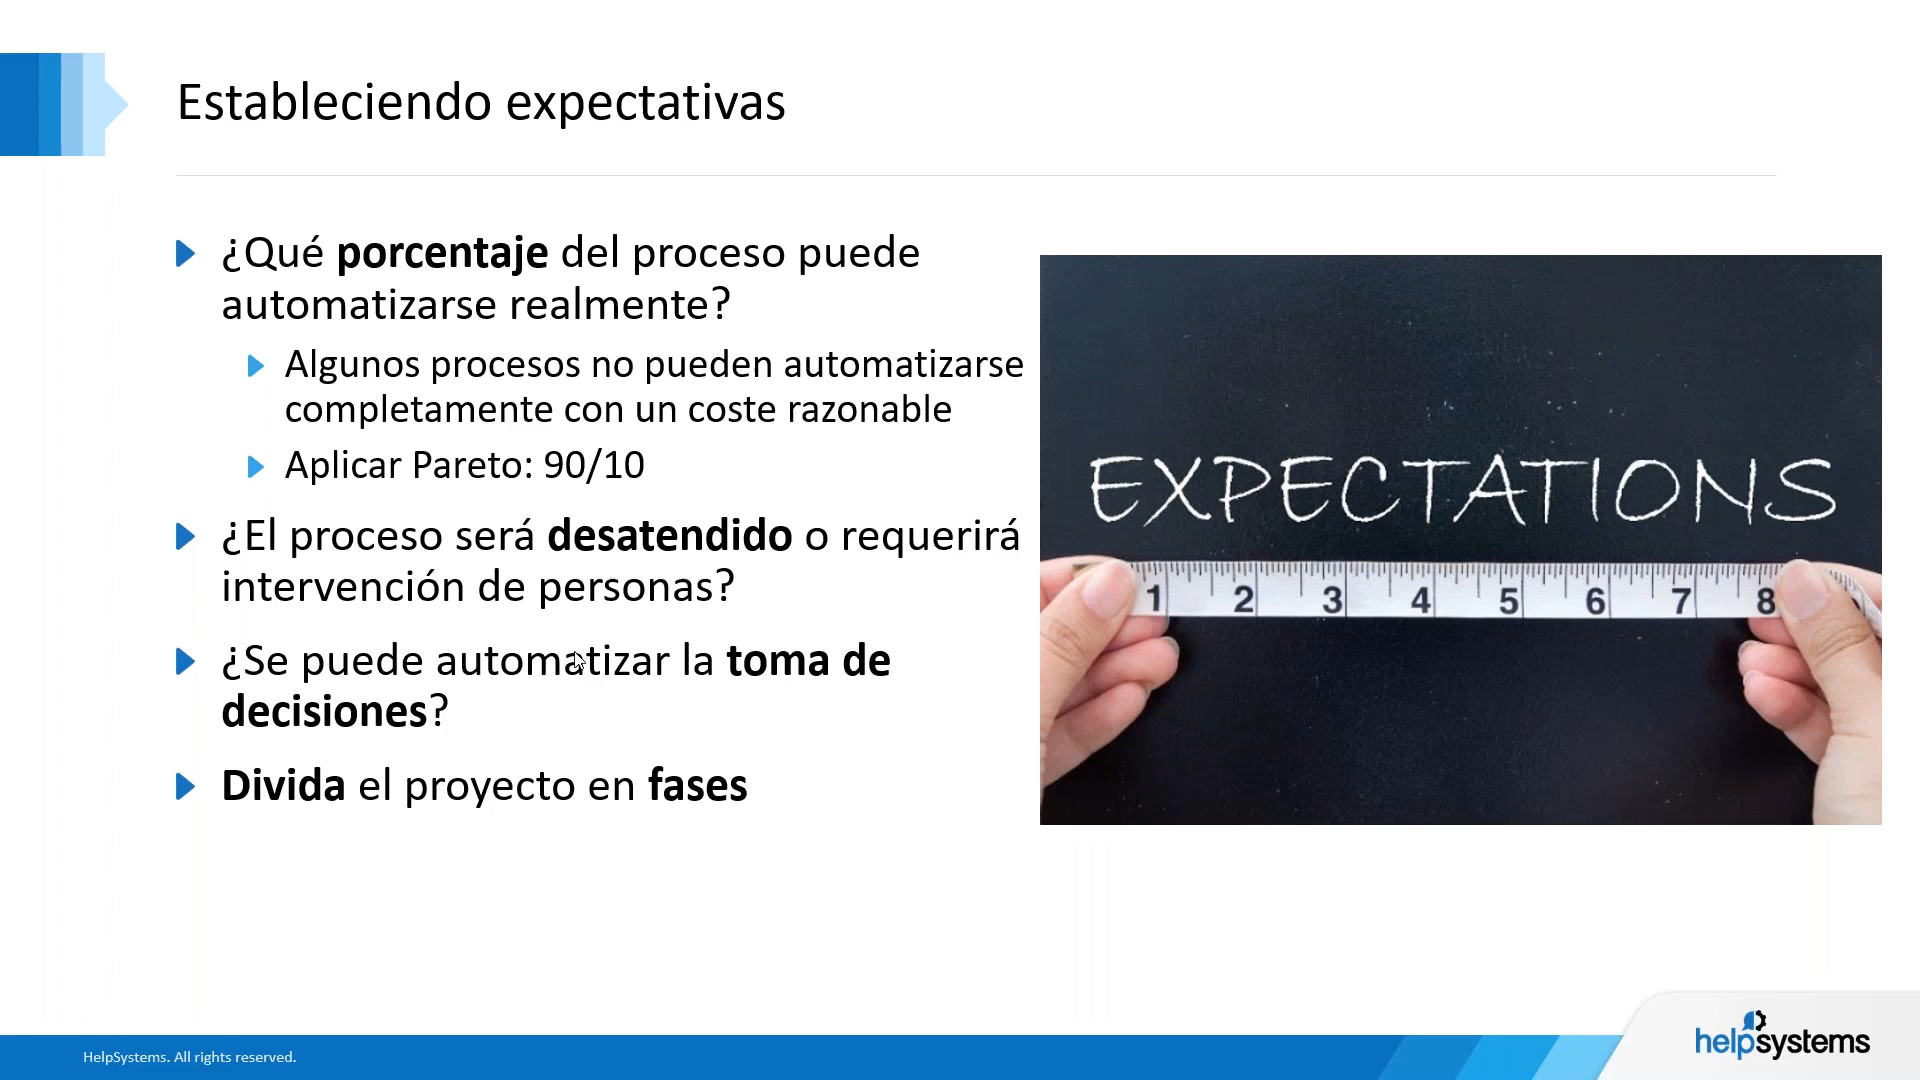 Estableciendo expectativas
¿Qué porcentaje del proceso puede
automatizarse realmente?
Algunos procesos no pueden automatizarse
completamente con un coste razonable
Aplicar Pareto: 90/10
¿El proceso será desatendido o requerirá
intervención de personas?
¿Se puede automatizar la toma de
decisiones?
Divida el proyecto en fases
EXPECTATIONS
1 2 3 4 5 6 7 8
HelpSystems. All rights reserved.
helpsystems